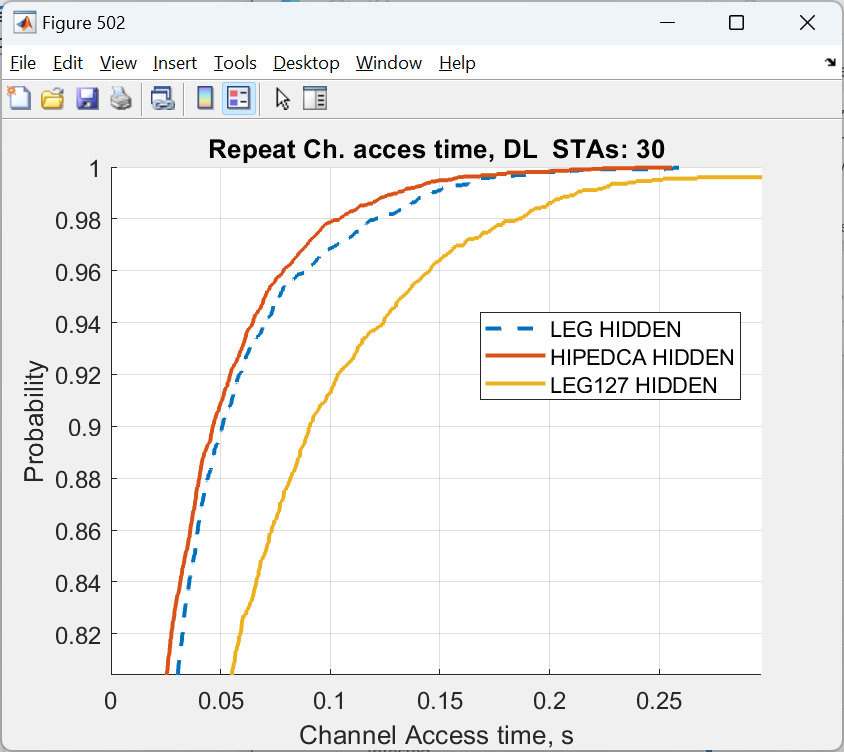 Figure 502
File Edit View Insert Tools Desktop Window Help
Repeat Ch. acces time, DL  STAs: 30
1
0.98
0.96
0.94
0.92
0.9
0.88
0.86
0.84
0.82
Probability
LEG HIDDEN
HIPEDCA HIDDEN
LEG127 HIDDEN
0 0.05 0.1 0.15 0.2 0.25
Channel Access time, s